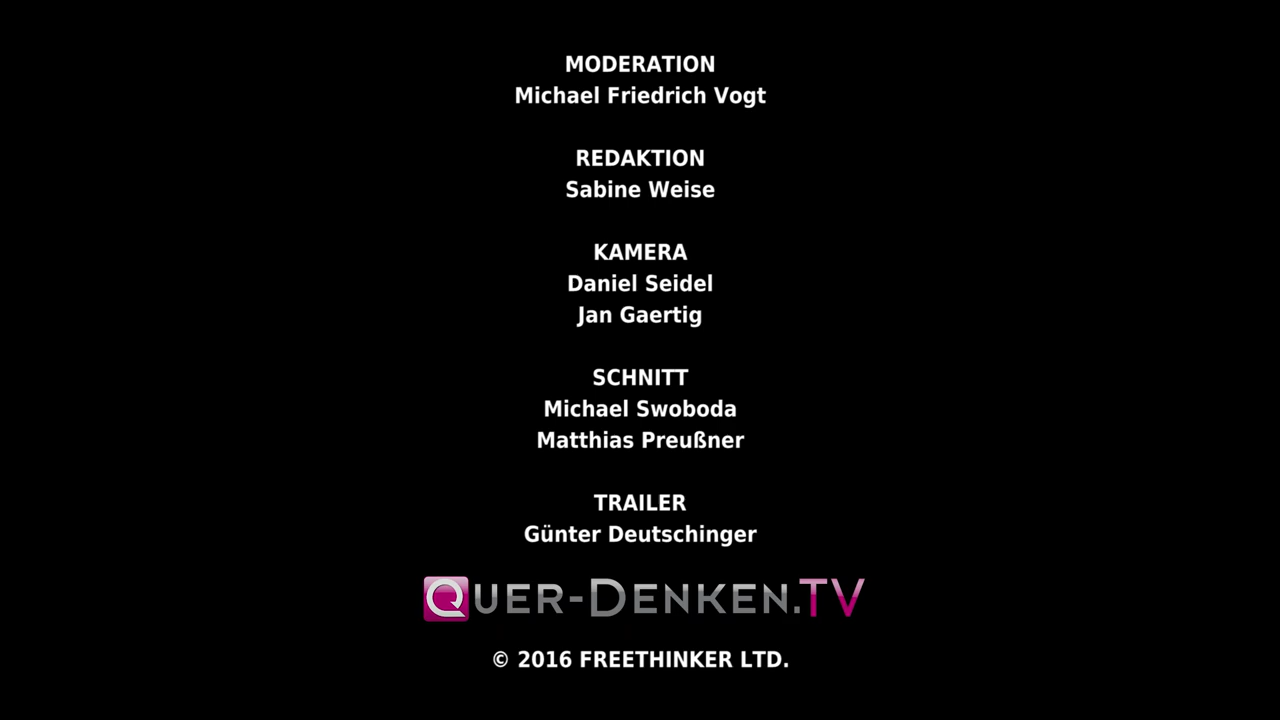 MODERATION
Michael Friedrich Vogt
REDAKTION
Sabine Weise
KAMERA
Daniel Seidel
Jan Gaertig
SCHNITT
Michael Swoboda
Matthias Preußner
TRAILER
Günter Deutschinger
QUER-DENKEN.TV
© 2016 FREETHINKER LTD.